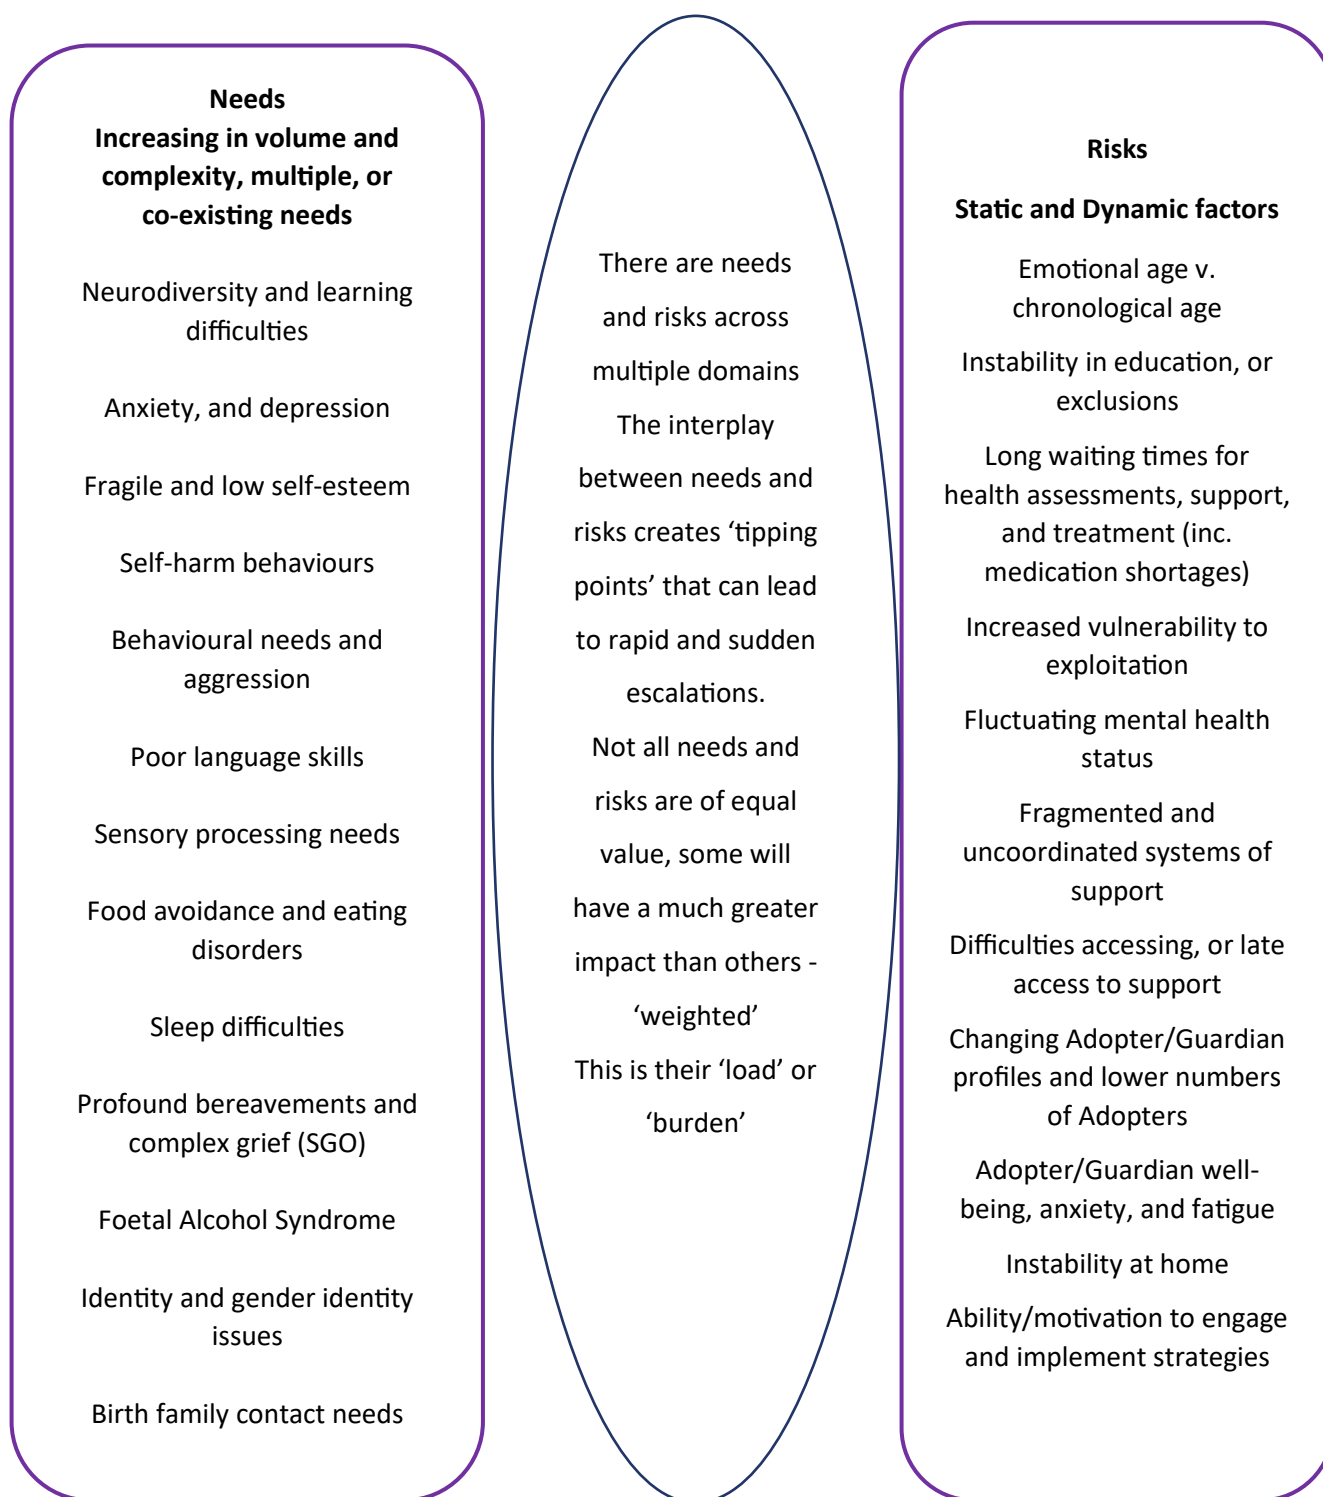 Needs
Increasing in volume and
complexity, multiple, or
co-existing needs
Neurodiversity and learning
difficulties
Anxiety, and depression
Fragile and low self-esteem
Self-harm behaviours
Behavioural needs and
aggression
Poor language skills
Sensory processing needs
Food avoidance and eating
disorders
Sleep difficulties
Profound bereavements and
complex grief (SGO)
Foetal Alcohol Syndrome
Identity and gender identity
issues
Birth family contact needs
There are needs
and risks across
multiple domains
The interplay
between needs and
risks creates ‘tipping
points’ that can lead
to rapid and sudden
escalations.
Not all needs and
risks are of equal
value, some will
have a much greater
impact than others -
‘weighted’
This is their ‘load’ or
‘burden’
Risks
Static and Dynamic factors
Emotional age v.
chronological age
Instability in education, or
exclusions
Long waiting times for
health assessments, support,
and treatment (inc.
medication shortages)
Increased vulnerability to
exploitation
Fluctuating mental health
status
Fragmented and
uncoordinated systems of
support
Difficulties accessing, or late
access to support
Changing Adopter/Guardian
profiles and lower numbers
of Adopters
Adopter/Guardian well-
being, anxiety, and fatigue
Instability at home
Ability/motivation to engage
and implement strategies